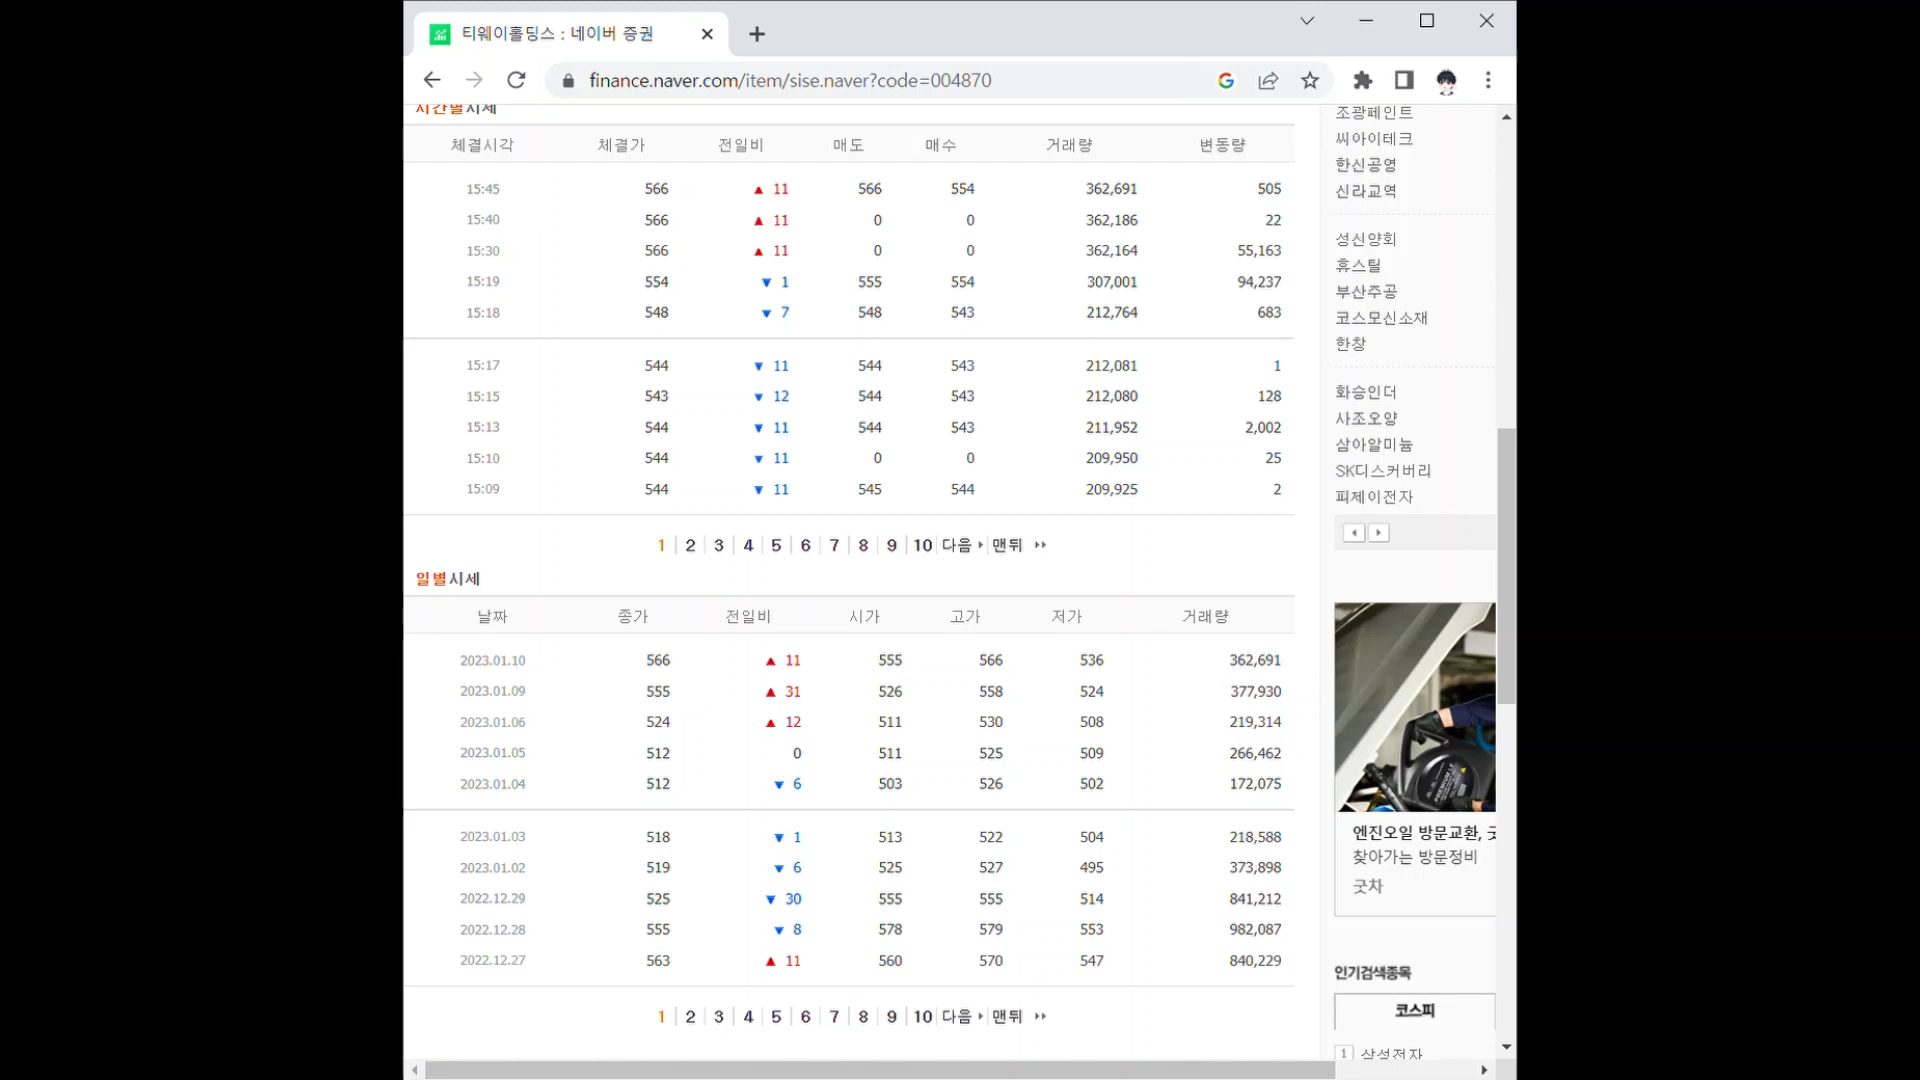 티웨이홀딩스 : 네이버 증권
finance.naver.com/item/sise.naver?code=004870
시간별시세
체결시각 체결가 전일비 매도 매수 거래량 변동량
15:45 566 ▲ 11 566 554 362,691 505
15:40 566 ▲ 11 0 0 362,186 22
15:30 566 ▲ 11 0 0 362,164 55,163
15:19 554 ▼ 1 555 554 307,001 94,237
15:18 548 ▼ 7 548 543 212,764 683
15:17 544 ▼ 11 544 543 212,081 1
15:15 543 ▼ 12 544 543 212,080 128
15:13 544 ▼ 11 544 543 211,952 2,002
15:10 544 ▼ 11 0 0 209,950 25
15:09 544 ▼ 11 545 544 209,925 2
1 2 3 4 5 6 7 8 9 10 다음 맨뒤
일별시세
날짜 종가 전일비 시가 고가 저가 거래량
2023.01.10 566 ▲ 11 555 566 536 362,691
2023.01.09 555 ▲ 31 526 558 524 377,930
2023.01.06 524 ▲ 12 511 530 508 219,314
2023.01.05 512 0 511 525 509 266,462
2023.01.04 512 ▼ 6 503 526 502 172,075
2023.01.03 518 ▼ 1 513 522 504 218,588
2023.01.02 519 ▼ 6 525 527 495 373,898
2022.12.29 525 ▼ 30 555 555 514 841,212
2022.12.28 555 ▼ 8 578 579 553 982,087
2022.12.27 563 ▲ 11 560 570 547 840,229
1 2 3 4 5 6 7 8 9 10 다음 맨뒤
조광페인트
씨아이테크
한신공영
신라교역
성신양회
휴스틸
부산주공
코스모신소재
한창
화승인더
사조오양
삼아알미늄
SK디스커버리
피제이전자
엔진오일 방문교환,
찾아가는 방문정비
굿차
인기검색종목
코스피
1 삼성전자